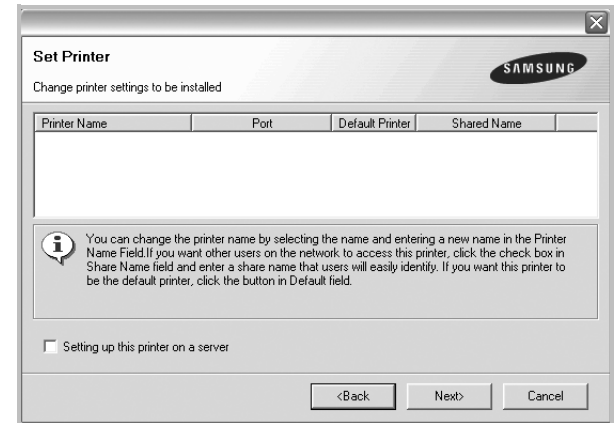 Set Printer
SAMSUNG
Change printer settings to be installed
Printer Name Port Default Printer Shared Name
You can change the printer name by selecting the name and entering a new name in the Printer
Name Field.If you want other users on the network to access this printer, click the check box in
Share Name field and enter a share name that users will easily identify. If you want this printer to
be the default printer, click the button in Default field.
Setting up this printer on a server
<Back Next> Cancel